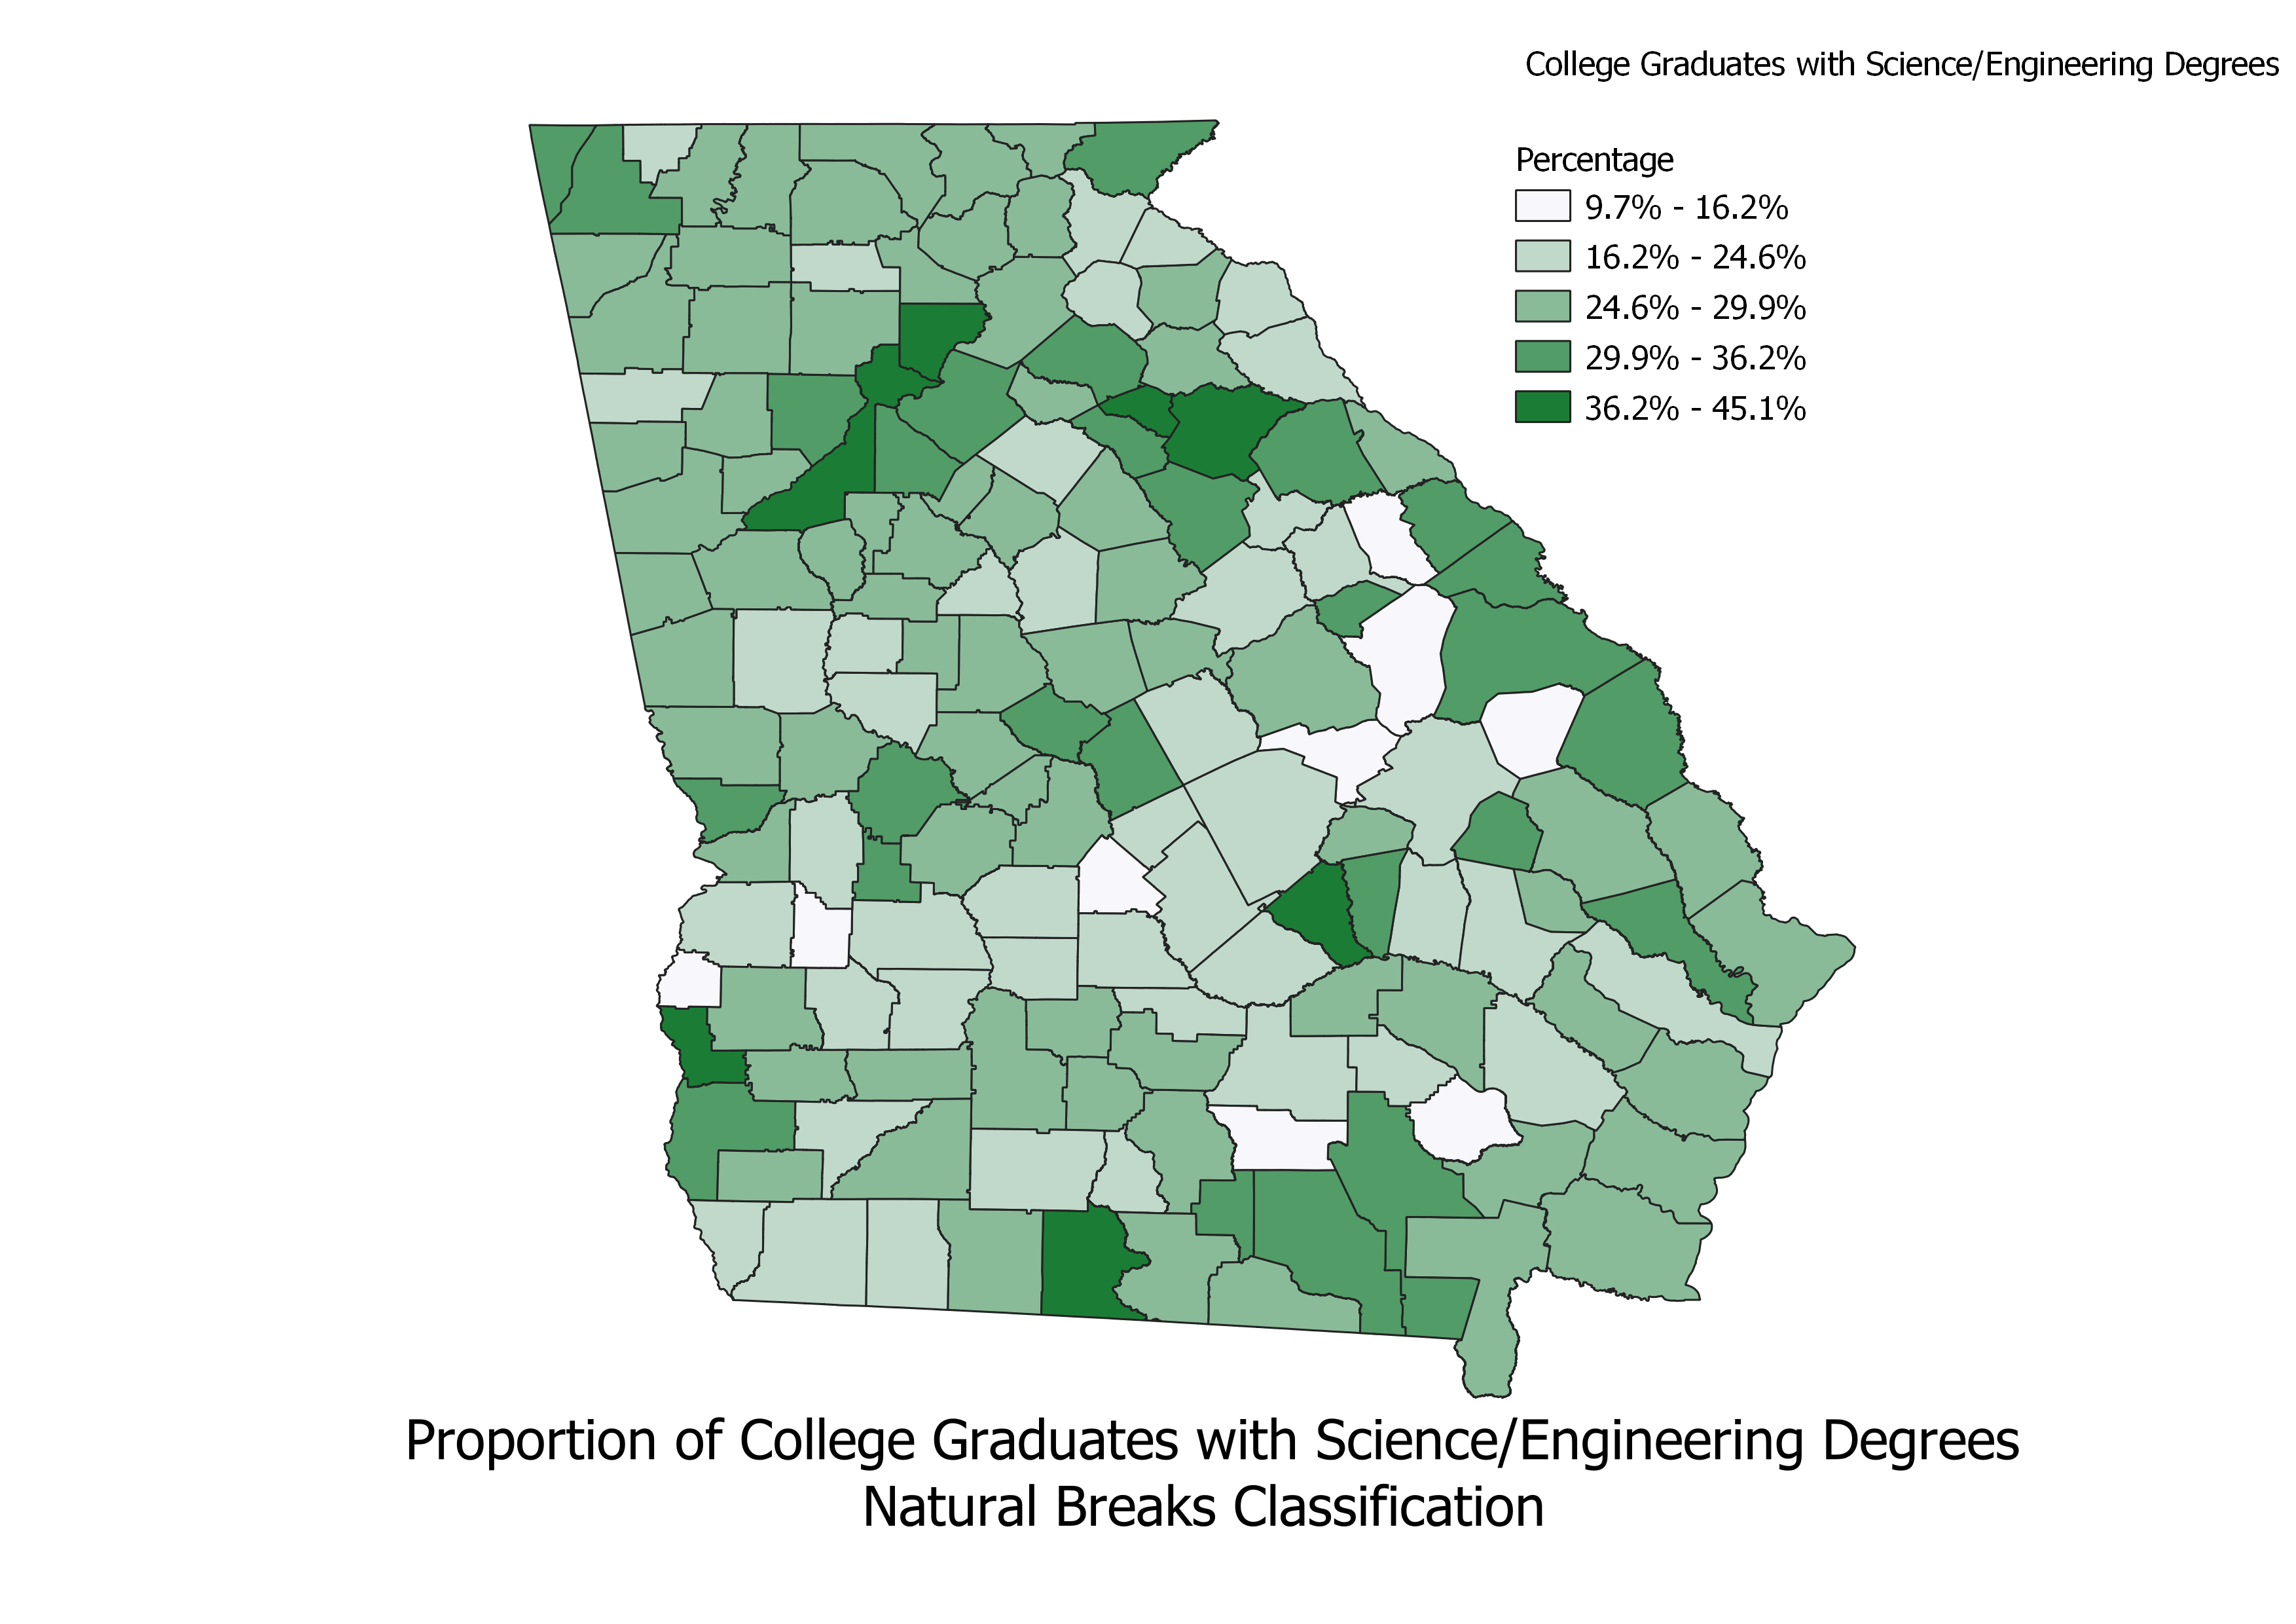 College Graduates with Science/Engineering Degrees
Percentage
9.7% - 16.2%
16.2% - 24.6%
24.6% - 29.9%
29.9% - 36.2%
36.2% - 45.1%
Proportion of College Graduates with Science/Engineering Degrees
Natural Breaks Classification